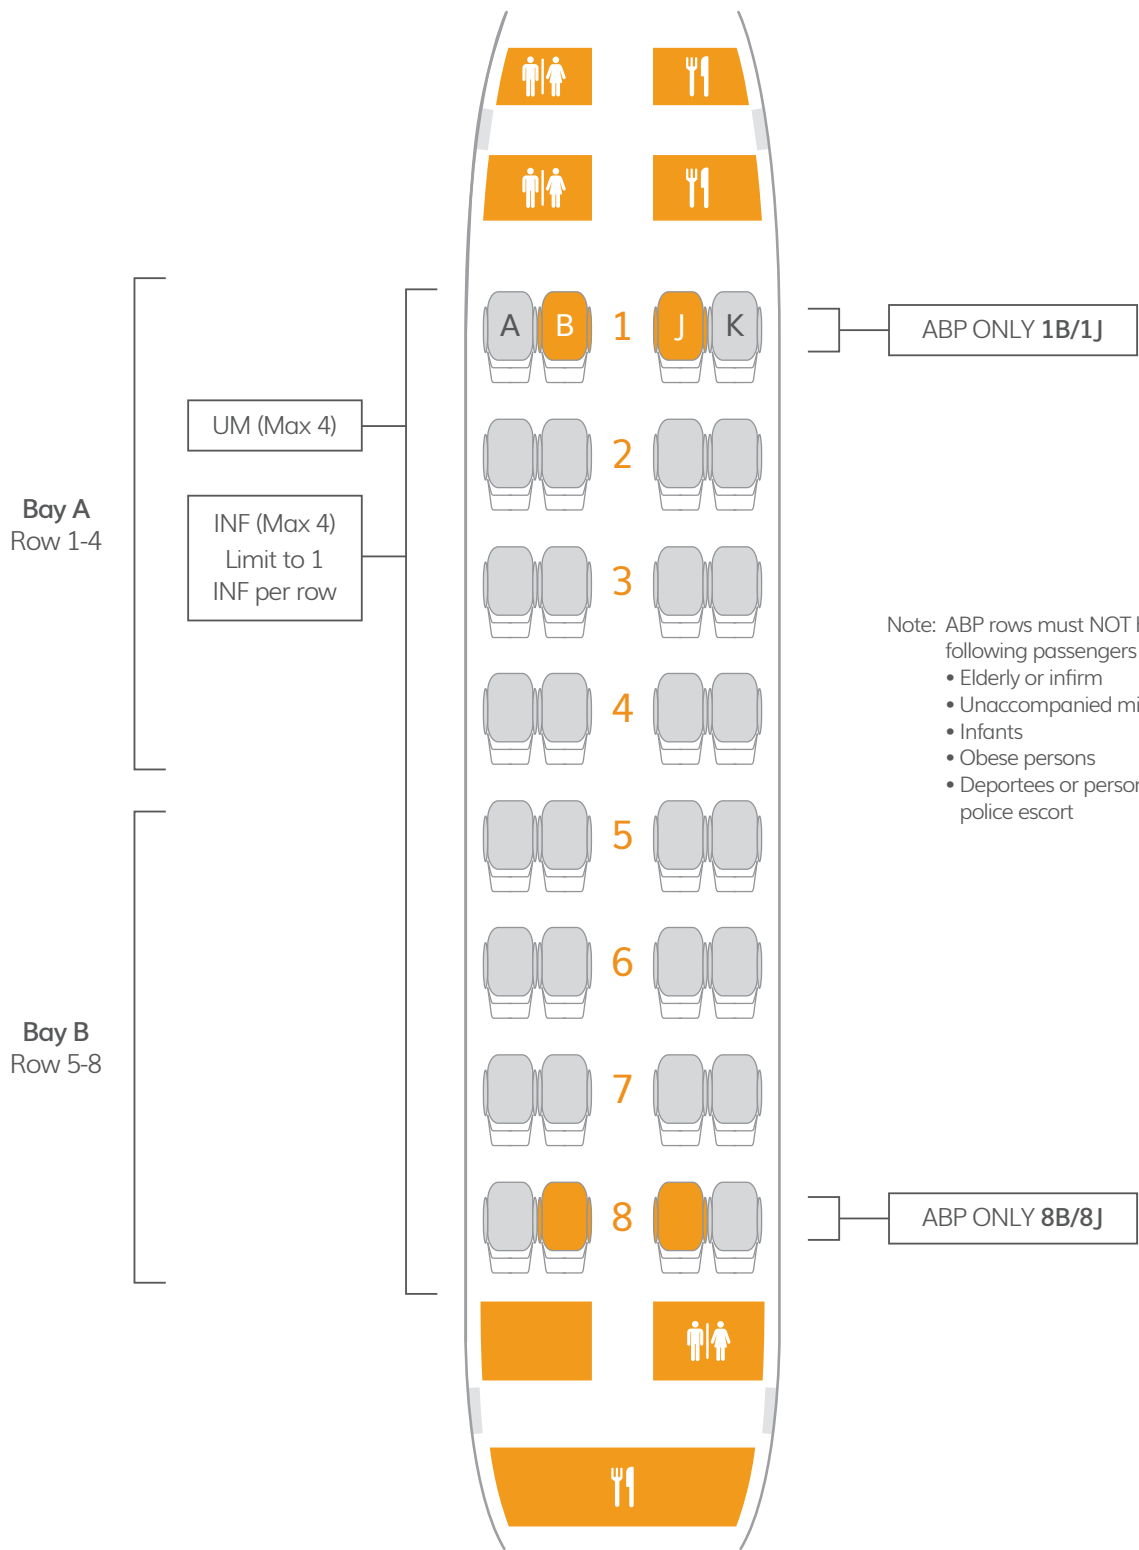 A B 1 J K
ABP ONLY 1B/1J
UM (Max 4)
2
Bay A
Row 1-4
INF (Max 4)
Limit to 1
INF per row
3
Note: ABP rows must NOT
following passengers
• Elderly or infirm
• Unaccompanied
• Infants
• Obese persons
• Deportees or
police escort
4
5
6
Bay B
Row 5-8
7
8
ABP ONLY 8B/8J